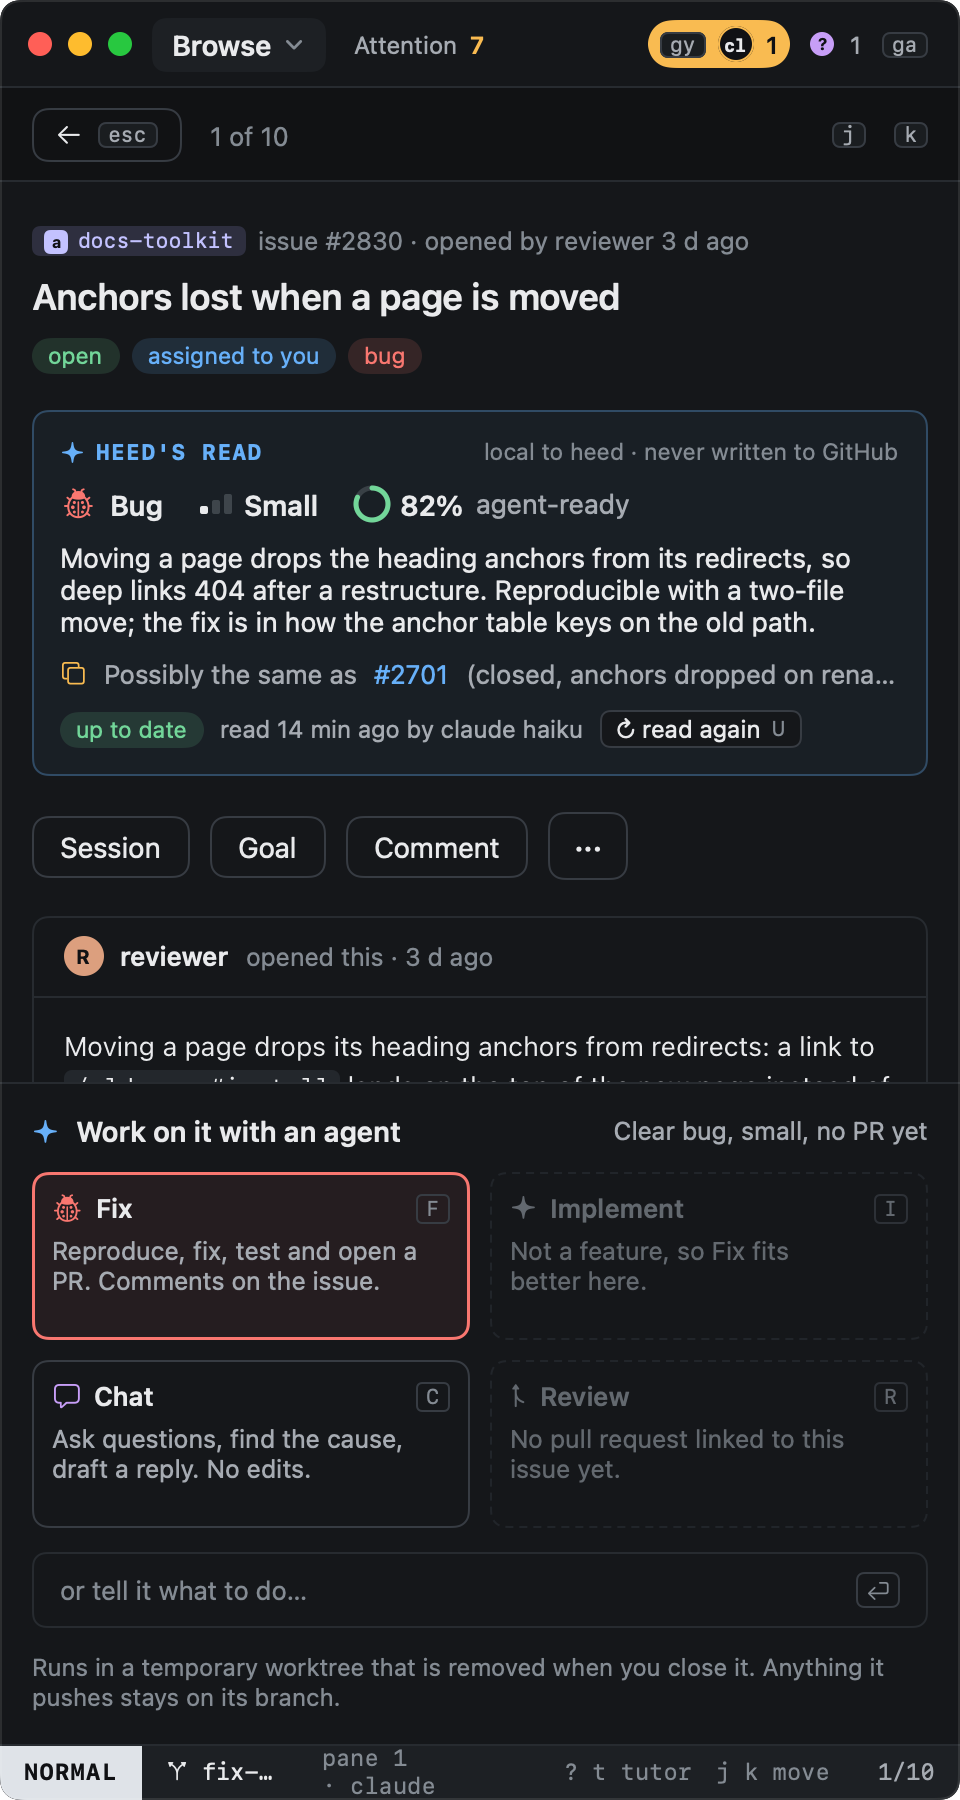 Browse Attention 7 gy cl 1 ? 1 ga
← esc 1 of 10 j k
a docs-toolkit issue #2830 · opened by reviewer 3 d ago
Anchors lost when a page is moved
open assigned to you bug
HEED'S READ local to heed · never written to GitHub
Bug Small 82% agent-ready
Moving a page drops the heading anchors from its redirects, so
deep links 404 after a restructure. Reproducible with a two-file
move; the fix is in how the anchor table keys on the old path.
Possibly the same as #2701 (closed, anchors dropped on rena...
up to date read 14 min ago by claude haiku read again U
Session Goal Comment ...
R reviewer opened this · 3 d ago
Moving a page drops its heading anchors from redirects: a link to
lands on the top of the new page instead of
Work on it with an agent Clear bug, small, no PR yet
Fix F
Reproduce, fix, test and open a
PR. Comments on the issue.
Implement I
Not a feature, so Fix fits
better here.
Chat C
Ask questions, find the cause,
draft a reply. No edits.
Review R
No pull request linked to this
issue yet.
or tell it what to do...
Runs in a temporary worktree that is removed when you close it. Anything it
pushes stays on its branch.
NORMAL fix-... pane 1 · claude ? t tutor j k move 1/10